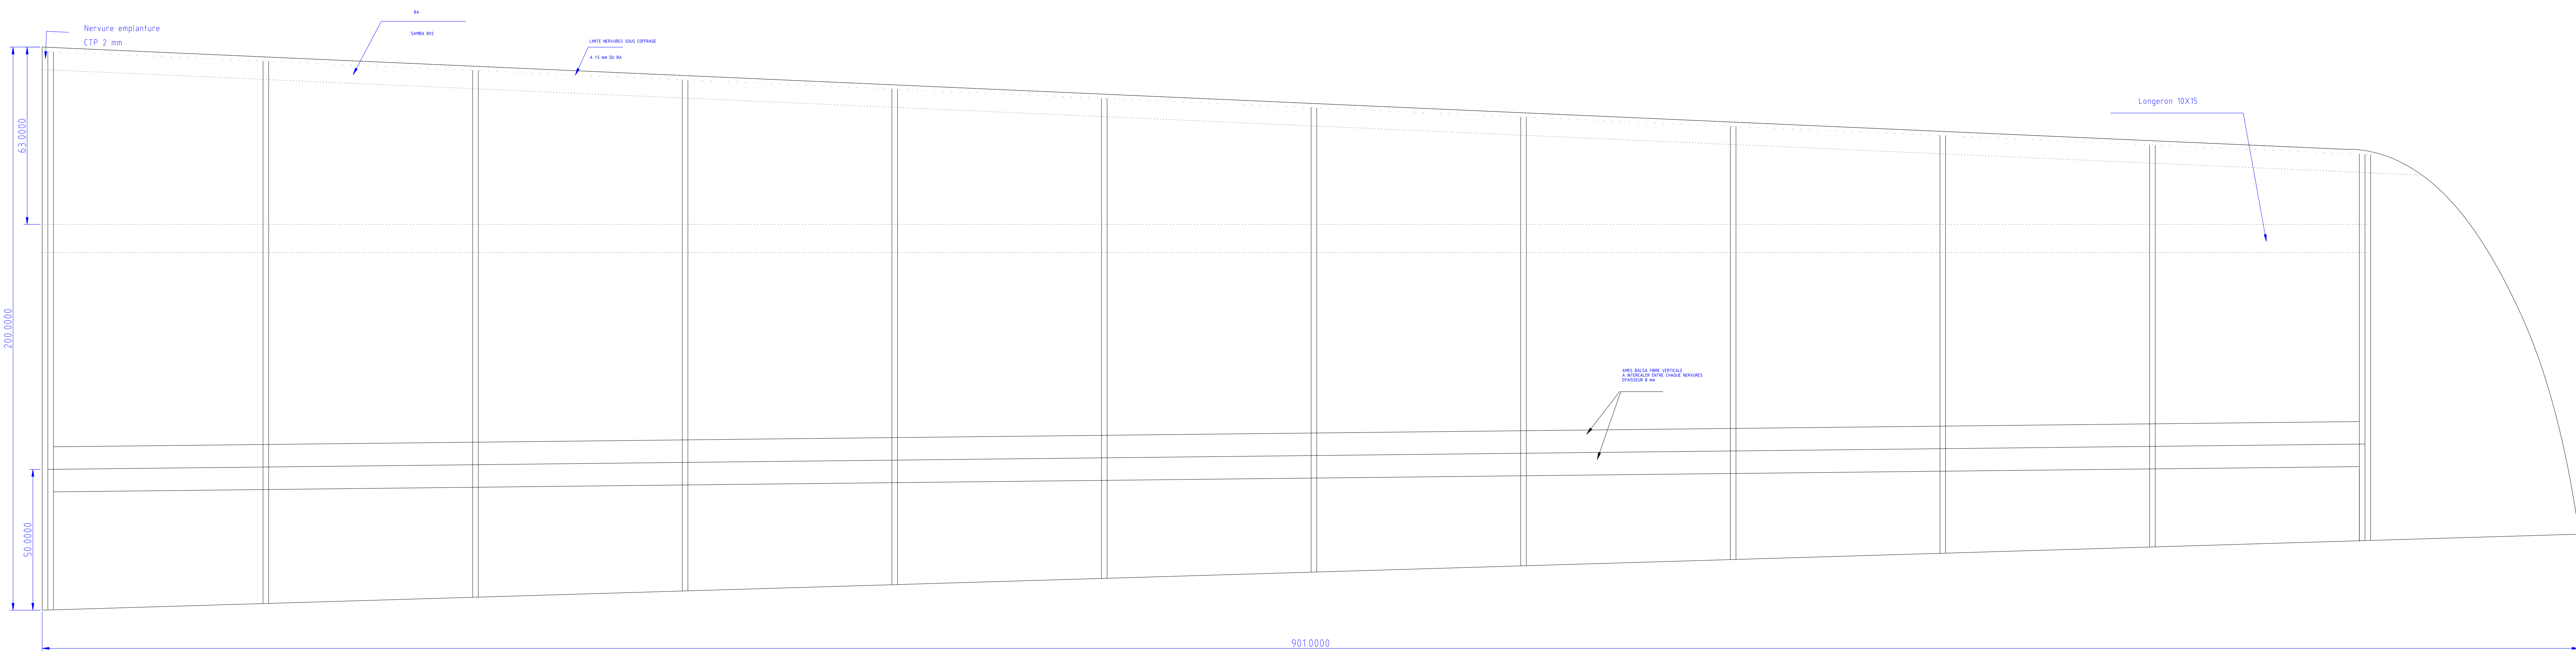 BA
Nervure emplanture
CTP 2 mm
SAMBA 8X2
LIMITE NERVURES SOUS COFFRAGE
A 15 mm DU BA
Longeron 10X15
63.0000
200.0000
AMES BALSA FIBRE VERTICALE
A INTERCALER ENTRE CHAQUE NERVURES
EPAISSEUR 8 mm
50.0000
901.0000